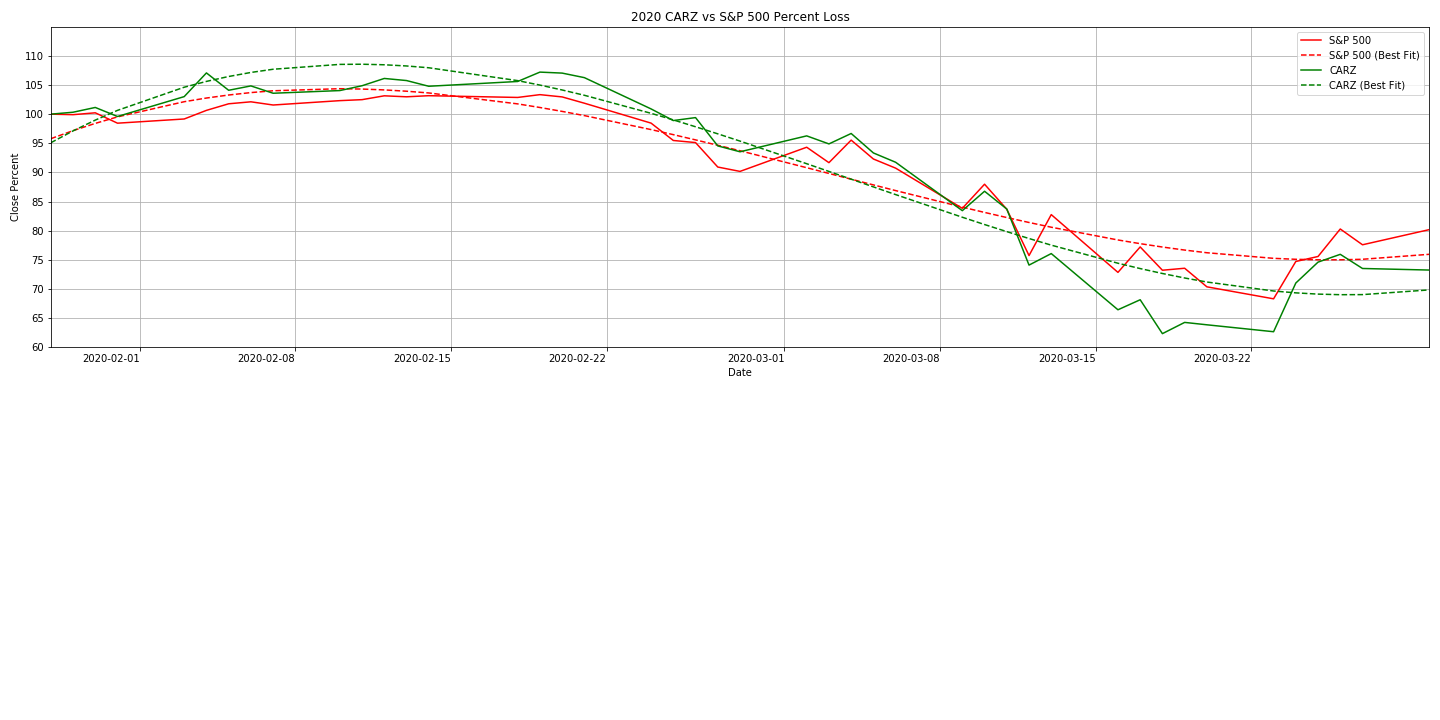 2020 CARZ vs S&P 500 Percent Loss
S&P 500
S&P 500 (Best Fit)
CARZ
CARZ (Best Fit)
110
105
100
95
90
85
80
75
70
65
60
Close Percent
2020-02-01
2020-02-08
2020-02-15
2020-02-22
2020-03-01
2020-03-08
2020-03-15
2020-03-22
Date